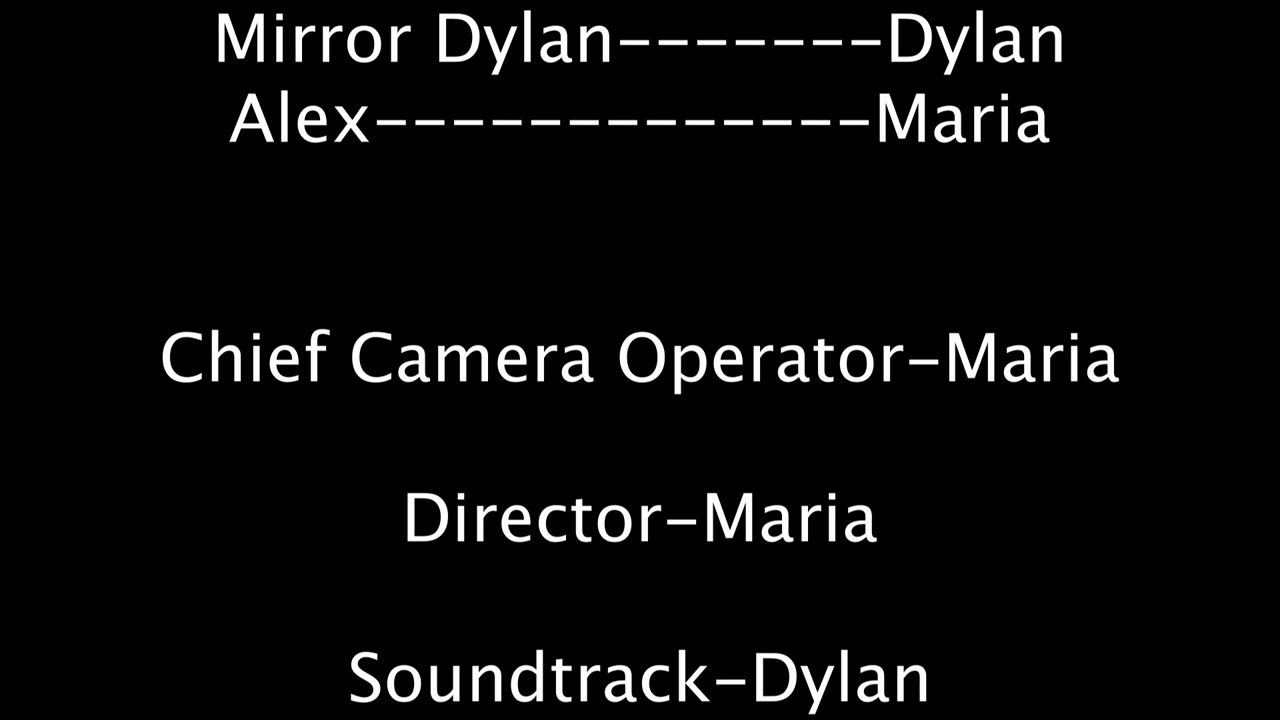 Mirror Dylan-------Dylan
Alex-------------Maria
Chief Camera Operator-Maria
Director-Maria
Soundtrack-Dylan